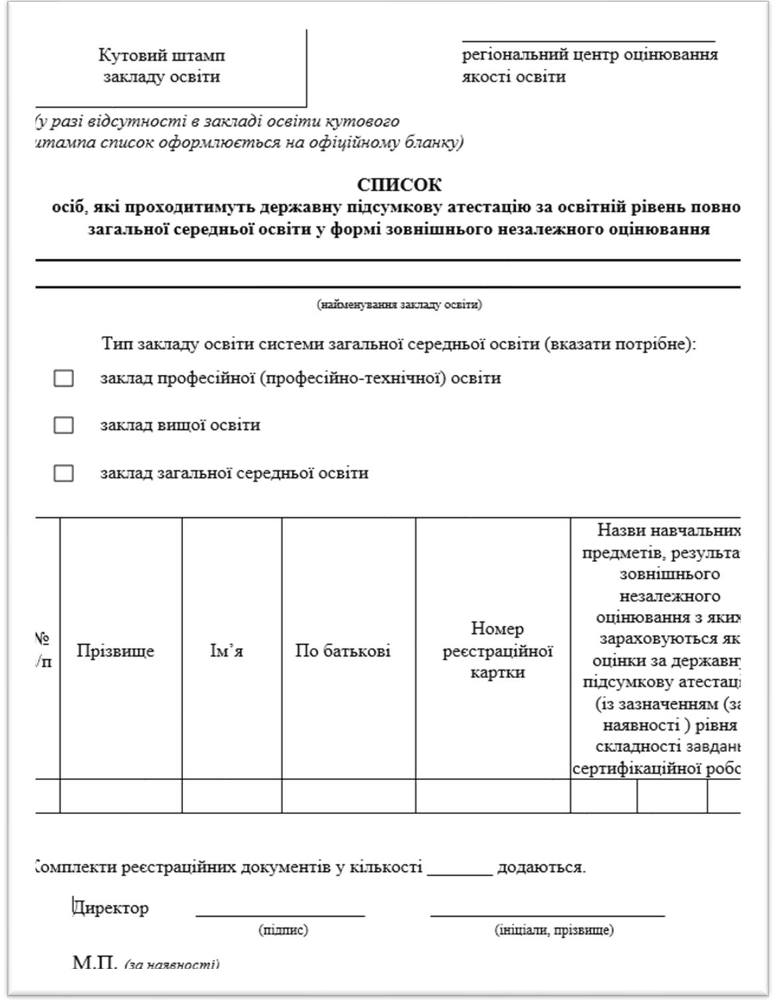 Кутовий штамп
закладу освіти
регіональний центр оцінювання
якості освіти
(у разі відсутності в закладі освіти кутового
штампа список оформлюється на офіційному бланку)
СПИСОК
осіб, які проходитимуть державну підсумкову атестацію за освітній рівень повно
загальної середньої освіти у формі зовнішнього незалежного оцінювання
(найменування закладу освіти)
Тип закладу освіти системи загальної середньої освіти (вказати потрібне):
заклад професійної (професійно-технічної) освіти
заклад вищої освіти
заклад загальної середньої освіти
№
/п
Прізвище
Ім’я
По батькові
Номер
реєстраційної
картки
Назви навчальних
предметів, результа
зовнішнього
незалежного
оцінювання з яких
зараховуються як
оцінки за державну
підсумкову атестаці
(із зазначенням (за
наявності ) рівня
складності завдань
сертифікаційної робо
Комплекти реєстраційних документів у кількості _______ додаються.
Директор
(підпис)
(ініціали, прізвище)
М.П. (за наявності)